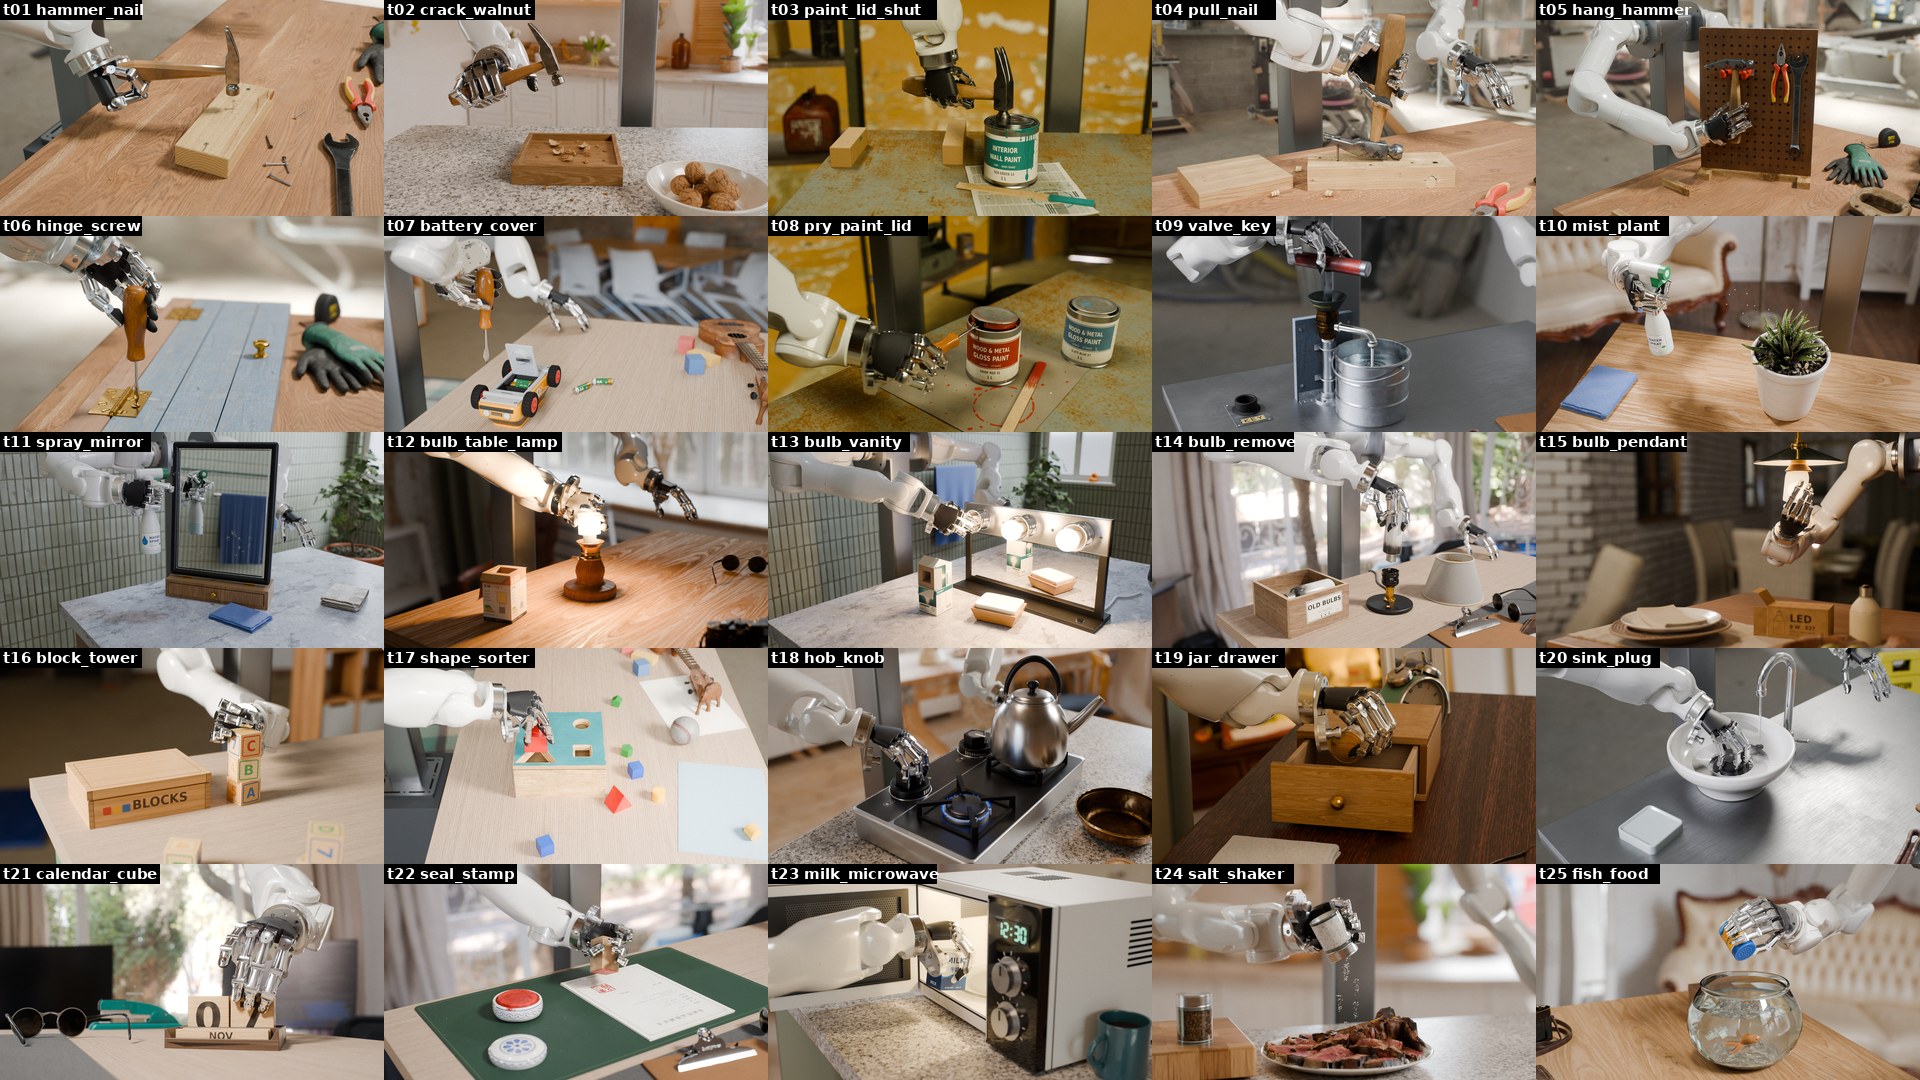 t01 hammer_nail
t02 crack_walnut
t03 paint_lid_shut
INTERIOR
WALL PAINT
t04 pull_nail
t05 hang_hammer
t06 hinge_screw
t07 battery_cover
t08 pry_paint_lid
WOOD & METAL
GLOSS PAINT
WOOD & METAL
GLOSS PAINT
t09 valve_key
t10 mist_plant
t11 spray_mirror
t12 bulb_table_lamp
t13 bulb_vanity
t14 bulb_remove
OLD BULBS
t15 bulb_pendant
LED
t16 block_tower
C
B
A
BLOCKS
t17 shape_sorter
t18 hob_knob
t19 jar_drawer
t20 sink_plug
t21 calendar_cube
07
NOV
t22 seal_stamp
t23 milk_microwave
12:30
MILK
t24 salt_shaker
t25 fish_food